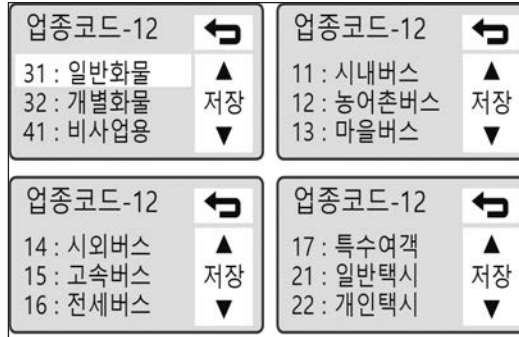 업종코드-12
31 : 일반화물
32 : 개별화물
41 : 비사업용
저장
업종코드-12
11 : 시내버스
12 : 농어촌버스
13 : 마을버스
저장
업종코드-12
14 : 시외버스
15 : 고속버스
16 : 전세버스
저장
업종코드-12
17 : 특수여객
21 : 일반택시
22 : 개인택시
저장